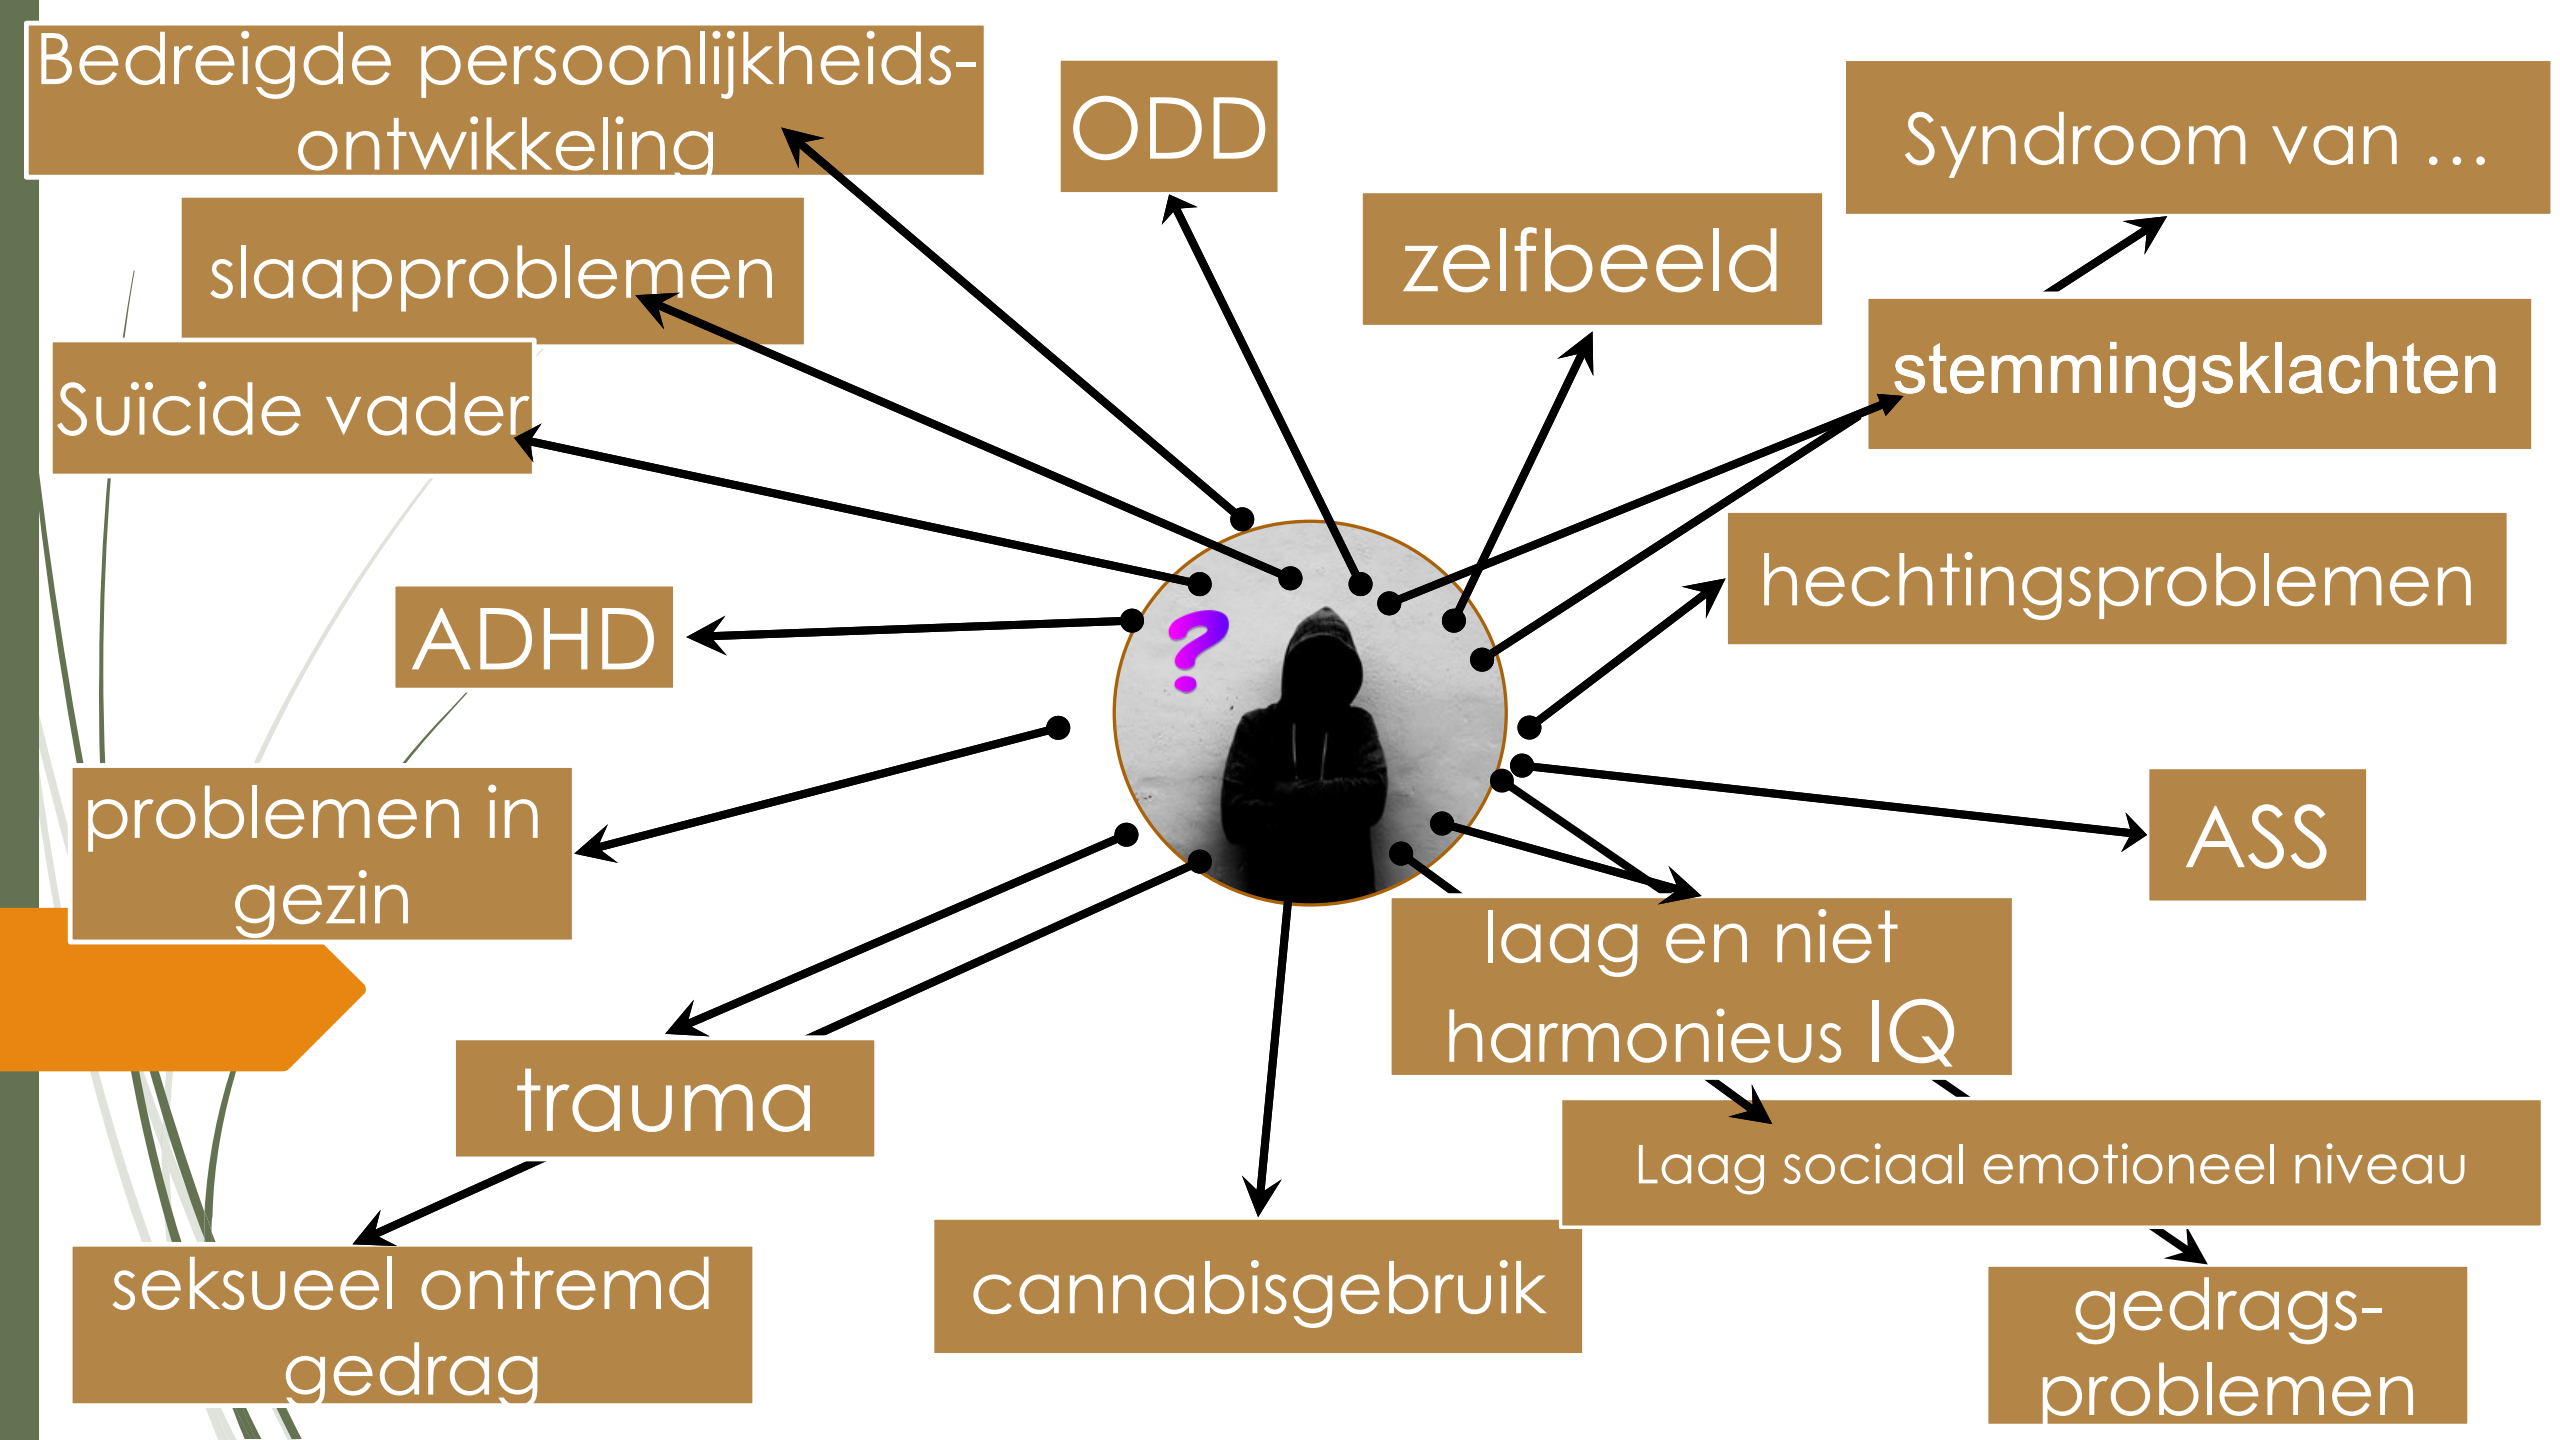 Bedreigde persoonlijkheids-
ontwikkeling
ODD
Syndroom van ...
slaapproblemen
zelfbeeld
Suïcide vader
stemmingsklachten
hechtingsproblemen
ADHD
?
problemen in
gezin
ASS
laag en niet
harmonieus IQ
trauma
Laag sociaal emotioneel niveau
seksueel ontremd
gedrag
cannabisgebruik
gedrags-
problemen